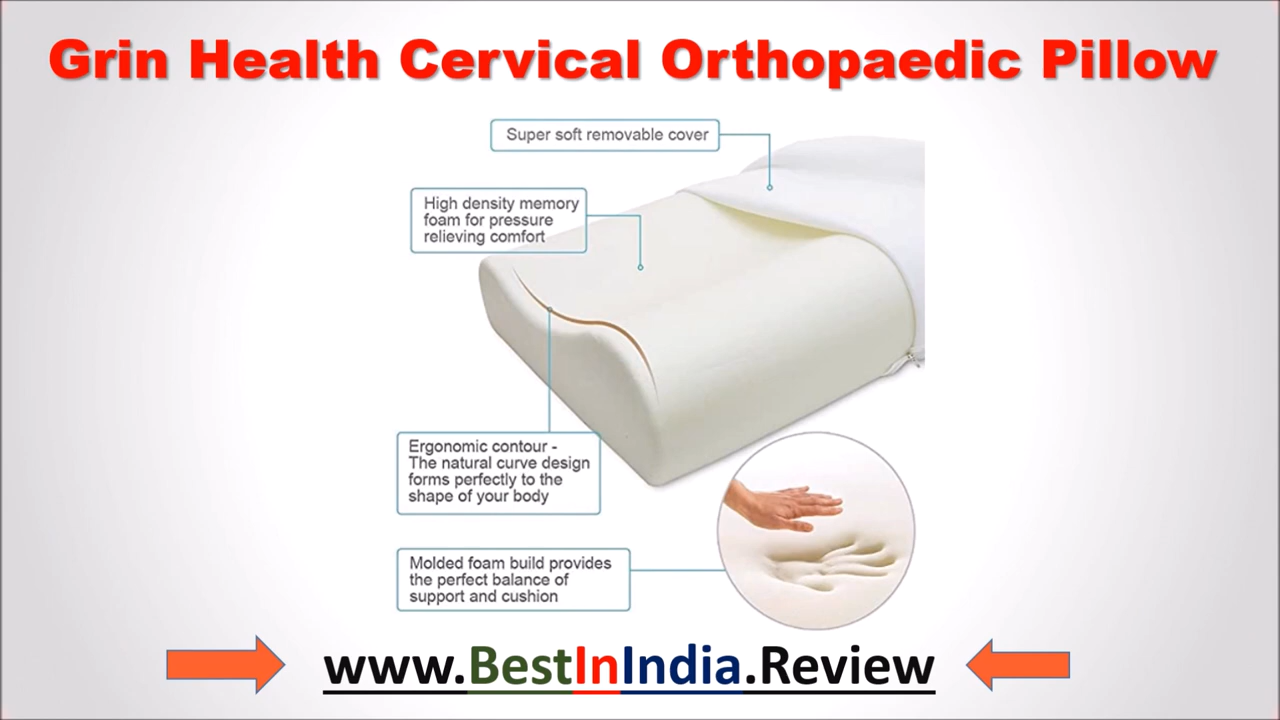 Grin Health Cervical Orthopaedic Pillow
Super soft removable cover
High density memory
foam for pressure
relieving comfort
Ergonomic contour -
The natural curve design
forms perfectly to the
shape of your body
Molded foam build provides
the perfect balance of
support and cushion
www.BestInIndia.Review